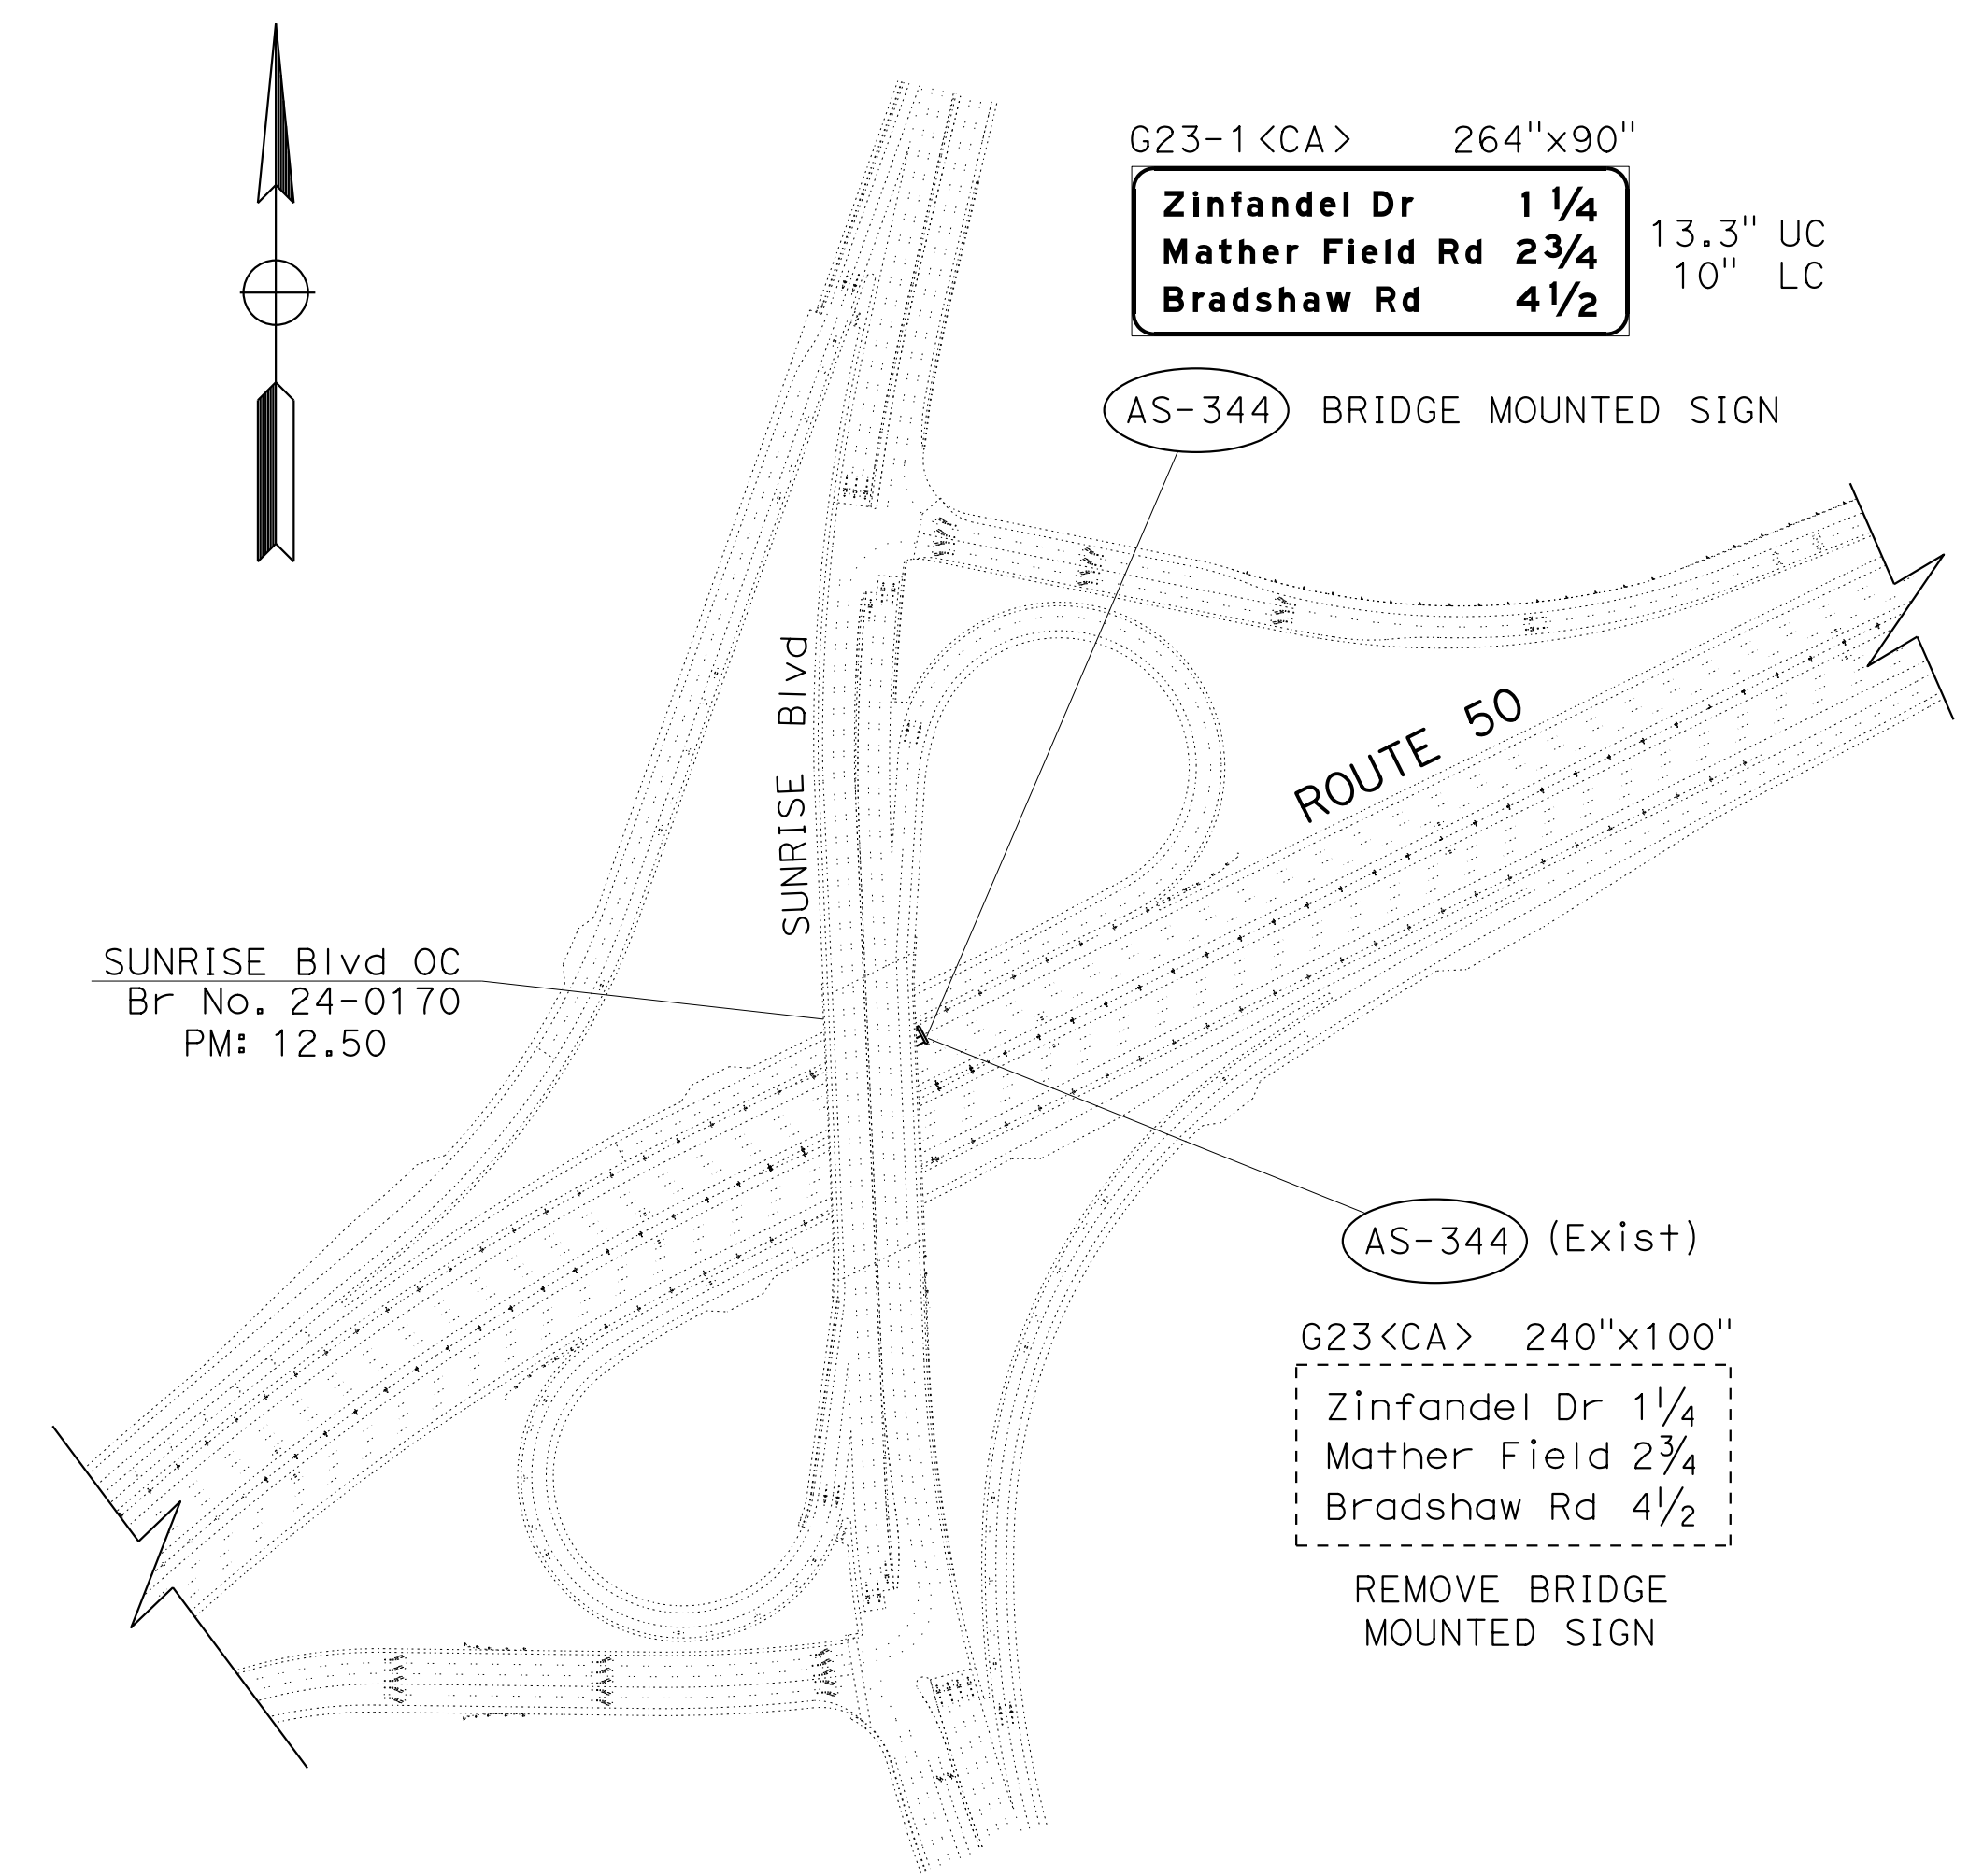 G23-1<CA> 264"x90"
Zinfandel Dr 1 1/4
Mather Field Rd 2 3/4
Bradshaw Rd 4 1/2
13.3" UC
10" LC
AS-344 BRIDGE MOUNTED SIGN
SUNRISE Blvd
ROUTE 50
SUNRISE Blvd OC
Br No. 24-0170
PM: 12.50
AS-344 (Exist)
G23<CA> 240"x100"
Zinfandel Dr 1 1/4
Mather Field 2 3/4
Bradshaw Rd 4 1/2
REMOVE BRIDGE
MOUNTED SIGN